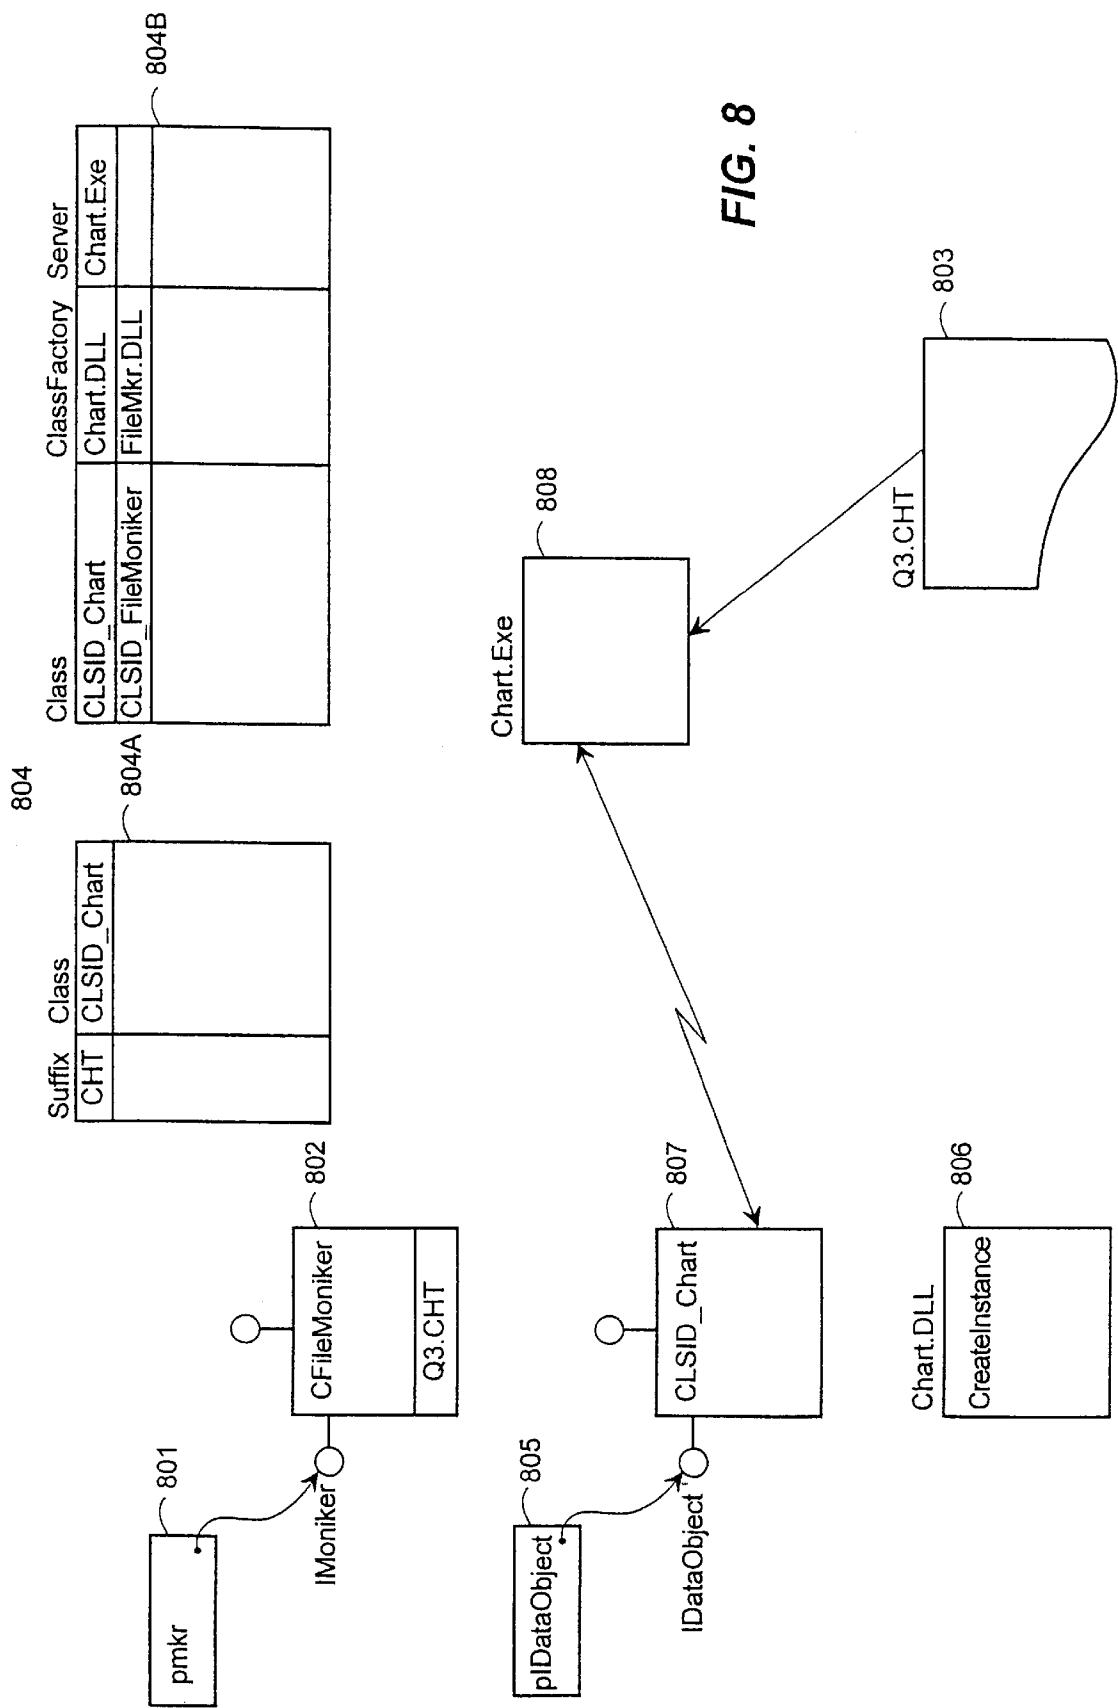 804
Suffix Class
CHT CLSID_Chart
804A
Class ClassFactory Server
CLSID_Chart Chart.DLL Chart.Exe
CLSID_FileMoniker FileMkr.DLL
804B
pmkr
801
IMoniker
CFileMoniker
Q3.CHT
802
pIDataObject
805
IDataObject
CLSID_Chart
807
Chart.Exe
808
Chart.DLL
CreateInstance
806
Q3.CHT
803
FIG. 8